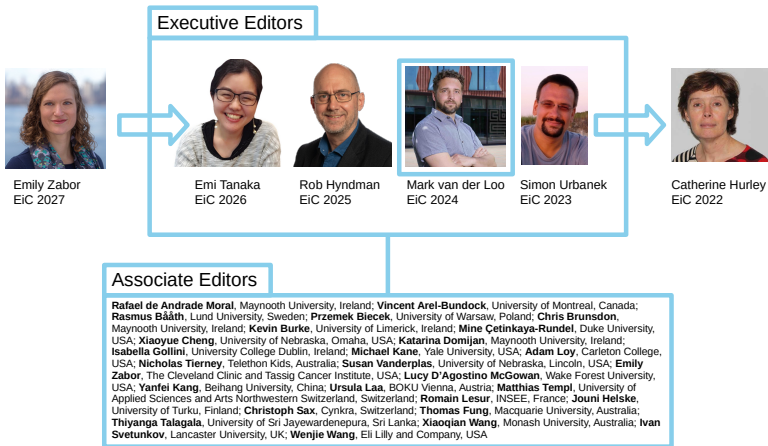 Executive Editors
Emily Zabor
EiC 2027
Emi Tanaka
EiC 2026
Rob Hyndman
EiC 2025
Mark van der Loo
EiC 2024
Simon Urbanek
EiC 2023
Catherine Hurley
EiC 2022
Associate Editors
Rafael de Andrade Moral, Maynooth University, Ireland; Vincent Arel-Bundock, University of Montreal, Canada;
Rasmus Bååth, Lund University, Sweden; Przemek Biecek, University of Warsaw, Poland; Chris Brunsdon,
Maynooth University, Ireland; Kevin Burke, University of Limerick, Ireland; Mine Çetinkaya-Rundel, Duke University,
USA; Xiaoyue Cheng, University of Nebraska, Omaha, USA; Katarina Domijan, Maynooth University, Ireland;
Isabella Gollini, University College Dublin, Ireland; Michael Kane, Yale University, USA; Adam Loy, Carleton College,
USA; Nicholas Tierney, Telethon Kids, Australia; Susan Vanderplas, University of Nebraska, Lincoln, USA; Emily
Zabor, The Cleveland Clinic and Tassig Cancer Institute, USA; Lucy D'Agostino McGowan, Wake Forest University,
USA; Yanfei Kang, Beihang University, China; Ursula Laa, BOKU Vienna, Austria; Matthias Templ, University of
Applied Sciences and Arts Northwestern Switzerland, Switzerland; Romain Lesur, INSEE, France; Jouni Helske,
University of Turku, Finland; Christoph Sax, Cynkra, Switzerland; Thomas Fung, Macquarie University, Australia;
Thiyanga Talagala, University of Sri Jayewardenepura, Sri Lanka; Xiaoqian Wang, Monash University, Australia; Ivan
Svetunkov, Lancaster University, UK; Wenjie Wang, Eli Lilly and Company, USA